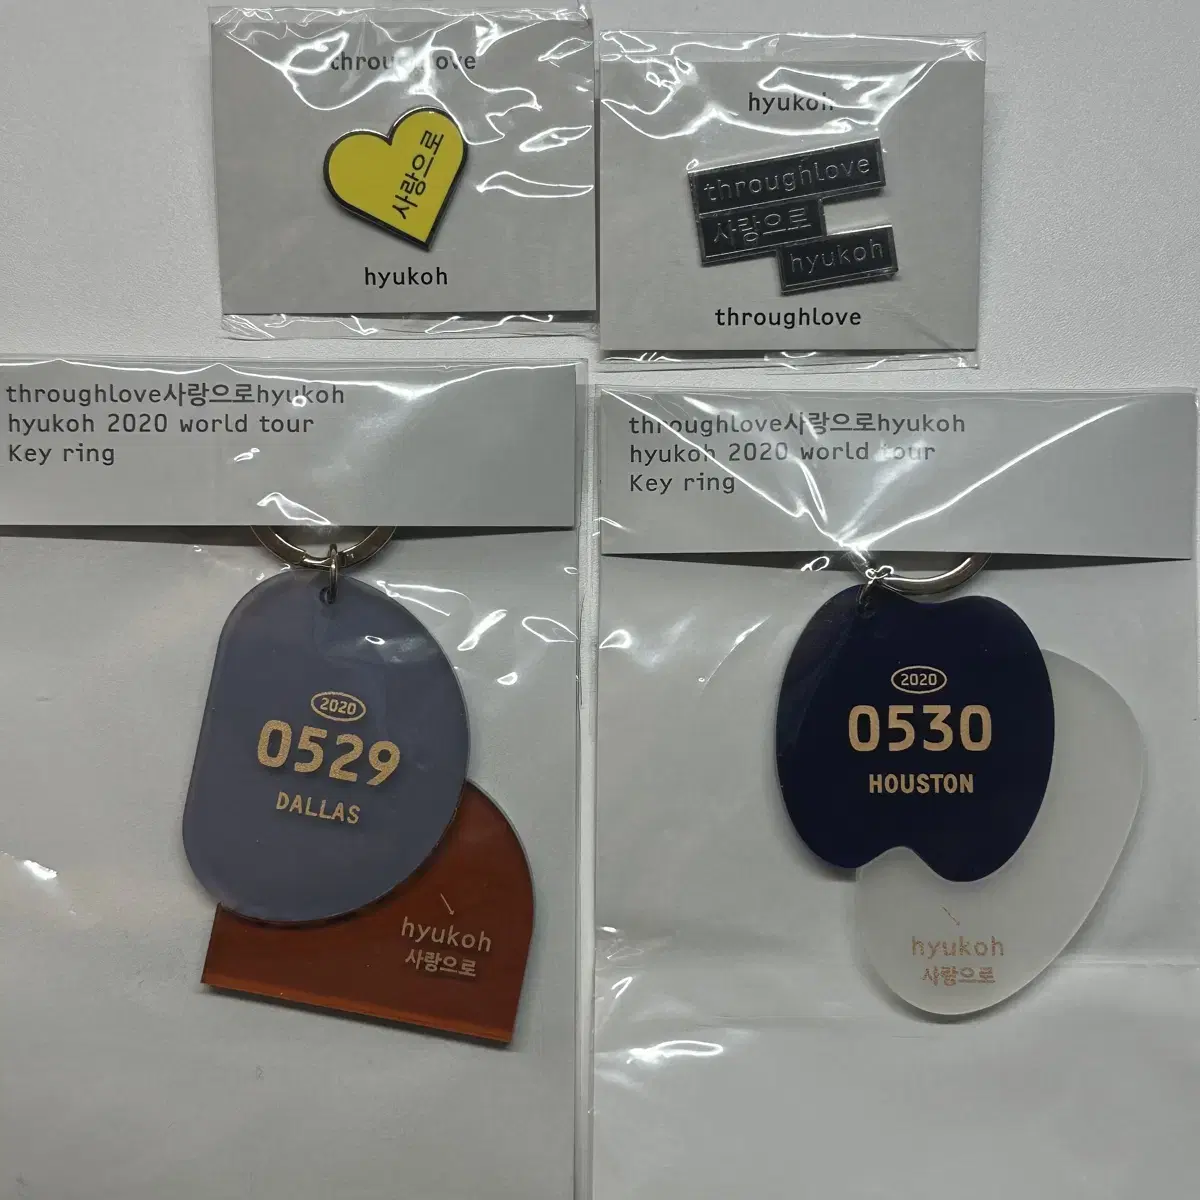 throughlove
사랑으로
hyukoh
hyukoh
throughlove
사랑으로
hyukoh
throughlove
throughlove사랑으로hyukoh
hyukoh 2020 world tour
Key ring
2020
0529
DALLAS
hyukoh
사랑으로
throughlove사랑으로hyukoh
hyukoh 2020 world tour
Key ring
2020
0530
HOUSTON
hyukoh
사랑으로